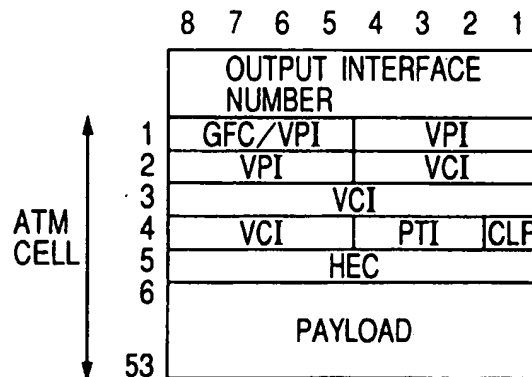 8 7 6 5 4 3 2 1
OUTPUT INTERFACE
NUMBER
1 GFC/VPI VPI
2 VPI VCI
3 VCI
ATM 4 VCI PTI CLP
CELL 5 HEC
6
PAYLOAD
53